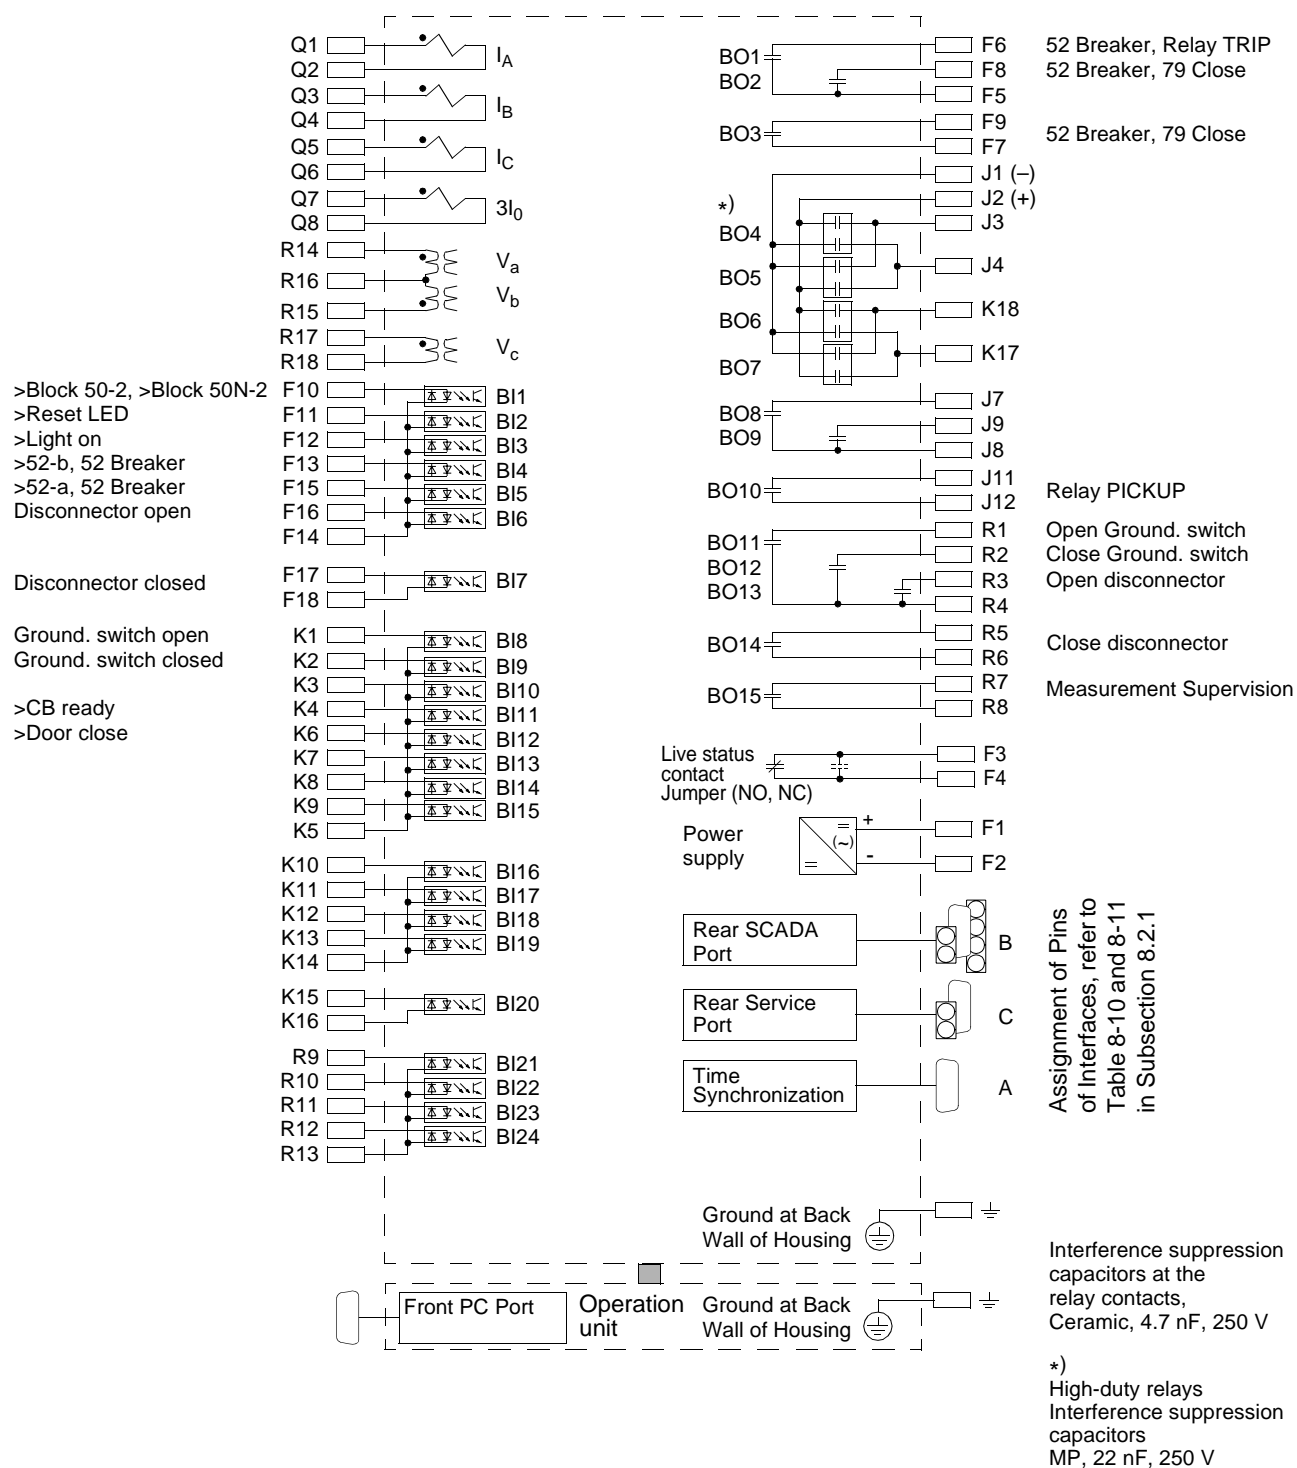 Q1
Q2
I_A
Q3
Q4
I_B
Q5
Q6
I_C
Q7
Q8
3I_0
R14
R16
R15
V_a
V_b
R17
R18
V_c
>Block 50-2, >Block 50N-2 F10 BI1
>Reset LED F11 BI2
>Light on F12 BI3
>52-b, 52 Breaker F13 BI4
>52-a, 52 Breaker F15 BI5
Disconnector open F16 BI6
F14
Disconnector closed F17 BI7
F18
Ground. switch open K1 BI8
Ground. switch closed K2 BI9
K3 BI10
>CB ready K4 BI11
>Door close K6 BI12
K7 BI13
K8 BI14
K9 BI15
K5
K10 BI16
K11 BI17
K12 BI18
K13 BI19
K14
K15 BI20
K16
R9 BI21
R10 BI22
R11 BI23
R12 BI24
R13
BO1 F6 52 Breaker, Relay TRIP
BO2 F8 52 Breaker, 79 Close
F5
BO3 F9 52 Breaker, 79 Close
F7
J1 (–)
J2 (+)
*)
J3
BO4
J4
BO5
K18
BO6
K17
BO7
BO8 J7
BO9 J9
J8
BO10 J11 Relay PICKUP
J12
BO11 R1 Open Ground. switch
BO12 R2 Close Ground. switch
BO13 R3 Open disconnector
R4
BO14 R5 Close disconnector
R6
BO15 R7 Measurement Supervision
R8
Live status F3
contact F4
Jumper (NO, NC)
Power
supply
=
(~)
=
+ F1
- F2
Rear SCADA
Port
B
Rear Service
Port
C
Time
Synchronization
A
Assignment of Pins
of Interfaces, refer to
Table 8-10 and 8-11
in Subsection 8.2.1
Ground at Back
Wall of Housing
Front PC Port
Operation
unit
Ground at Back
Wall of Housing
Interference suppression
capacitors at the
relay contacts,
Ceramic, 4.7 nF, 250 V
*)
High-duty relays
Interference suppression
capacitors
MP, 22 nF, 250 V